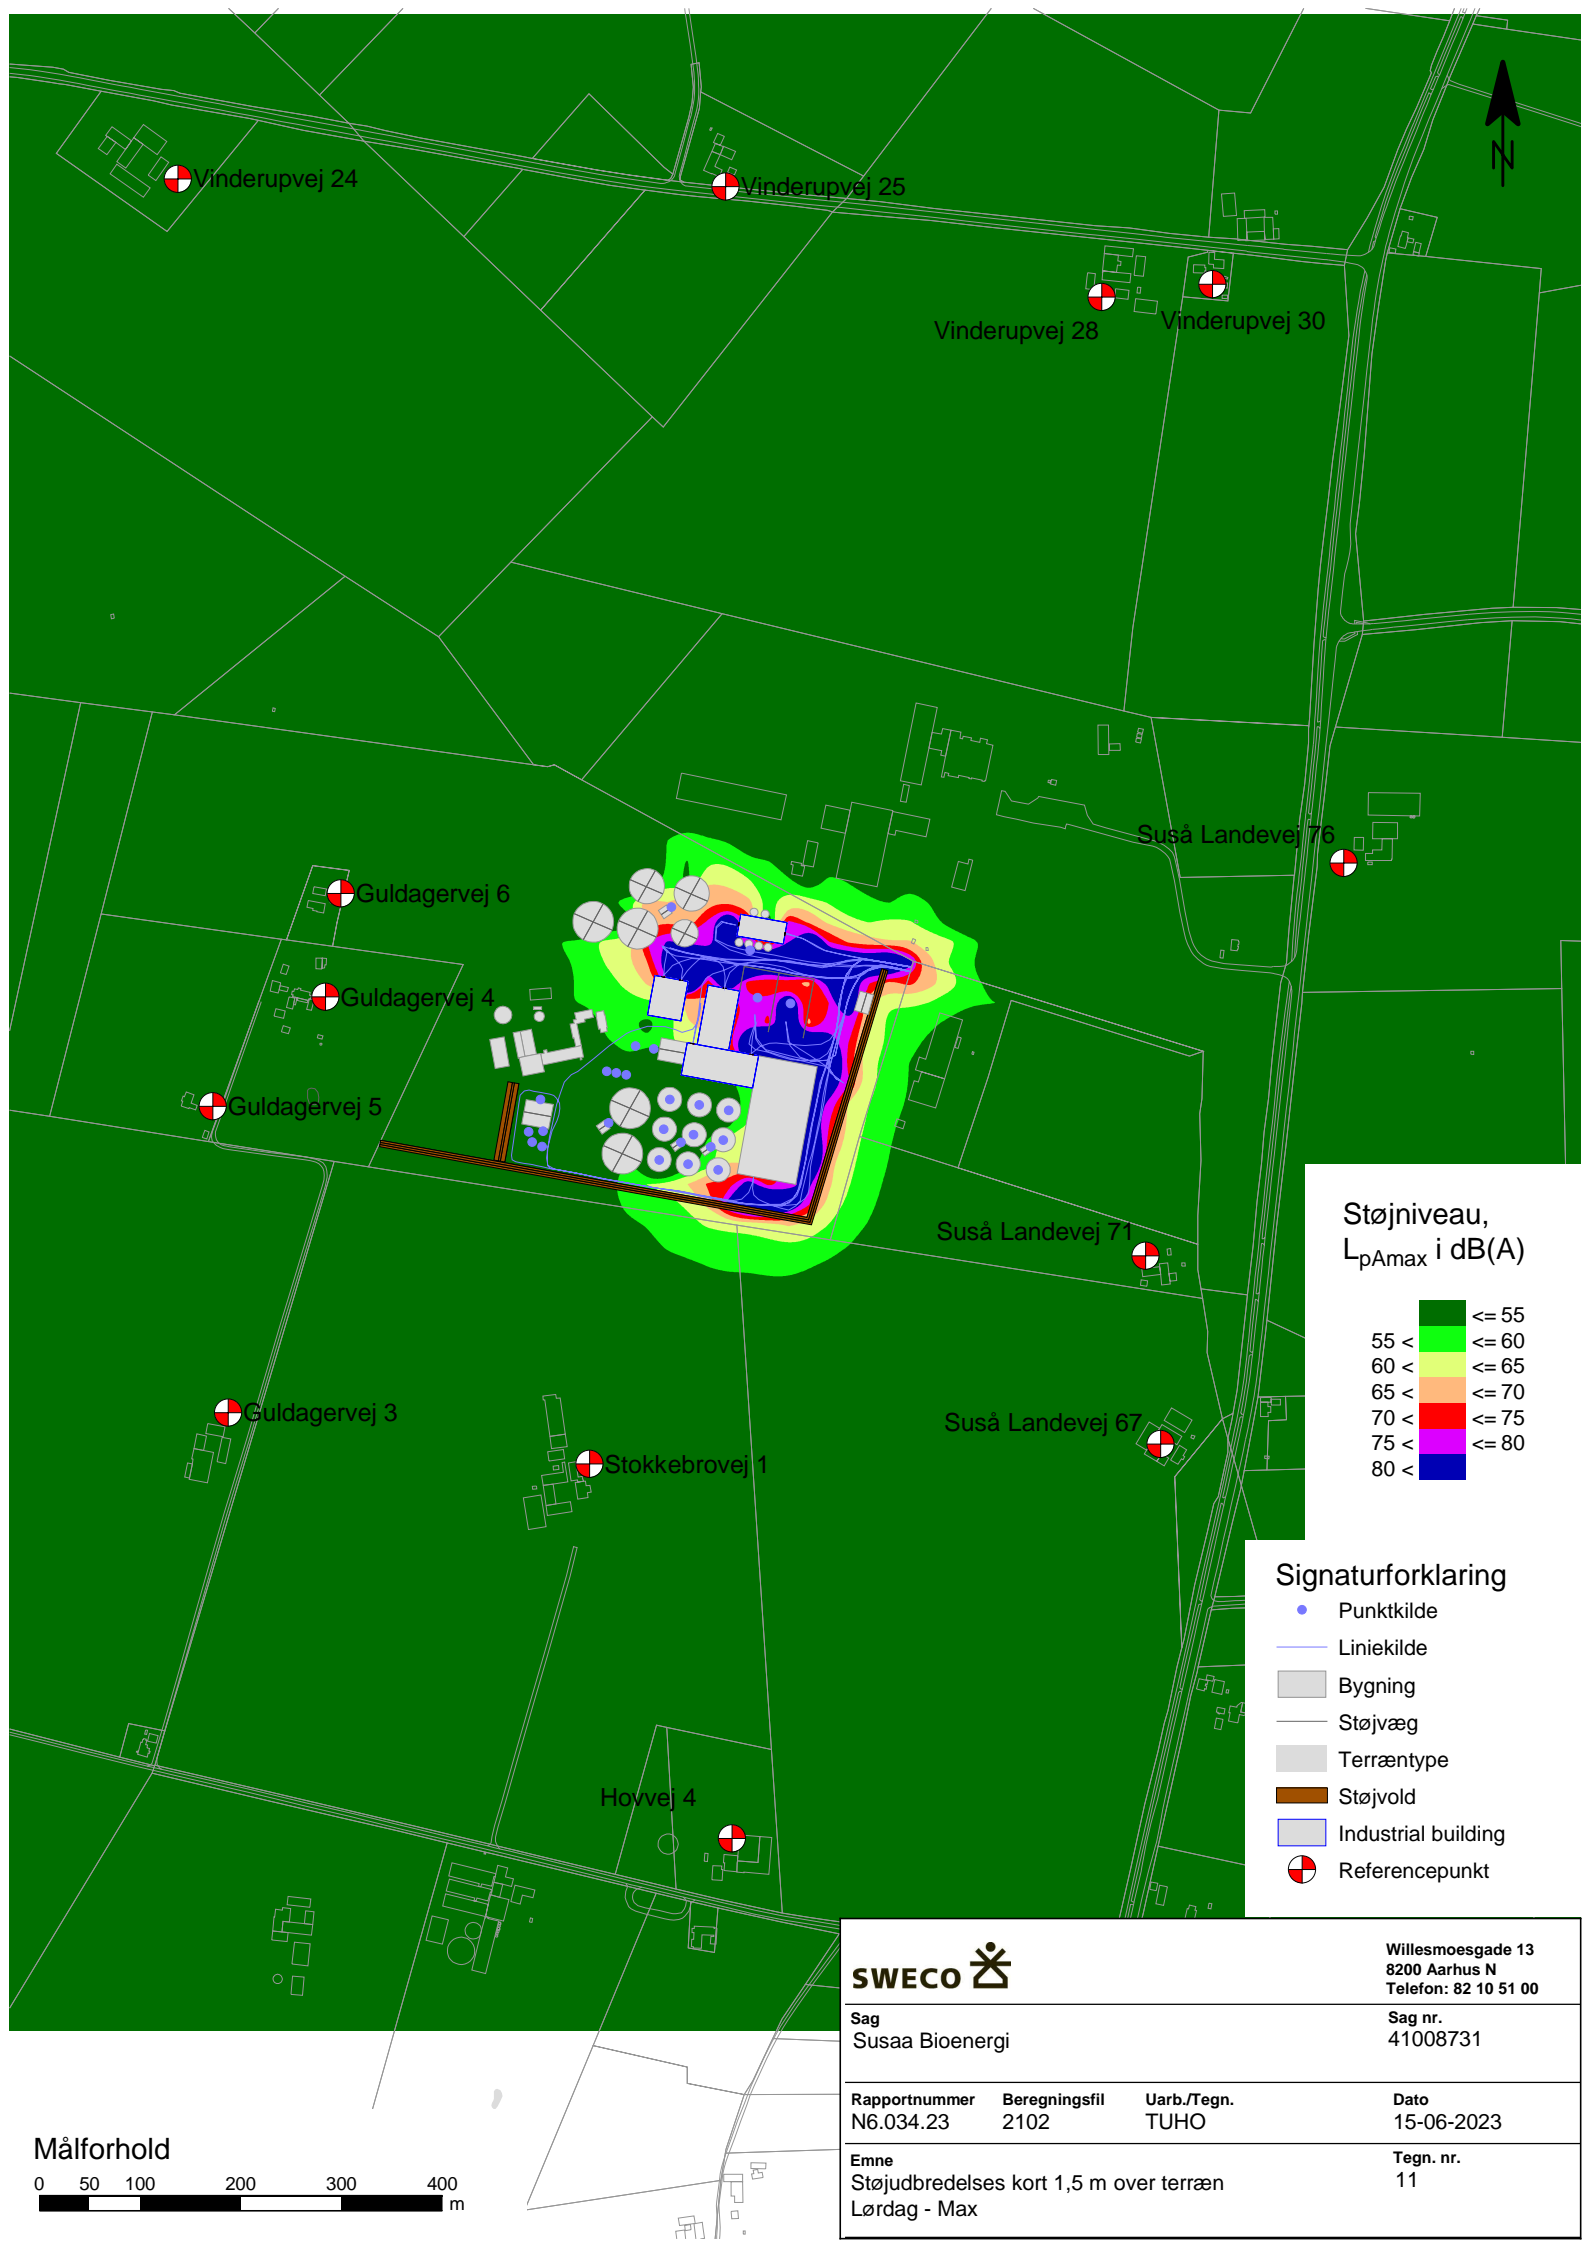 N
Vinderupvej 24
Vinderupvej 25
Vinderupvej 28
Vinderupvej 30
Suså Landevej 76
Guldagervej 6
Guldagervej 4
Guldagervej 5
Suså Landevej 71
Guldagervej 3
Suså Landevej 67
Stokkebrovej 1
Hovvej 4
Støjniveau,
LpAmax i dB(A)
<= 55
55 < <= 60
60 < <= 65
65 < <= 70
70 < <= 75
75 < <= 80
80 <
Signaturforklaring
Punktkilde
Liniekilde
Bygning
Støjvæg
Terræntype
Støjvold
Industrial building
Referencepunkt
SWECO
Willesmoesgade 13
8200 Aarhus N
Telefon: 82 10 51 00
Sag Sag nr.
Susaa Bioenergi 41008731
Rapportnummer Beregningsfil Uarb./Tegn. Dato
N6.034.23 2102 TUHO 15-06-2023
Emne Tegn. nr.
Støjudbredelses kort 1,5 m over terræn 11
Lørdag - Max
Målforhold
0 50 100 200 300 400
m